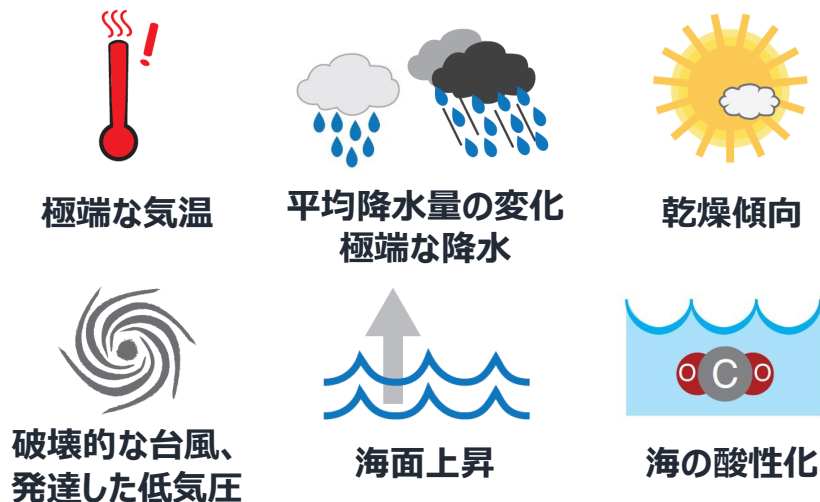 極端な気温
平均降水量の変化
極端な降水
乾燥傾向
破壊的な台風、
発達した低気圧
海面上昇
O C O
海の酸性化